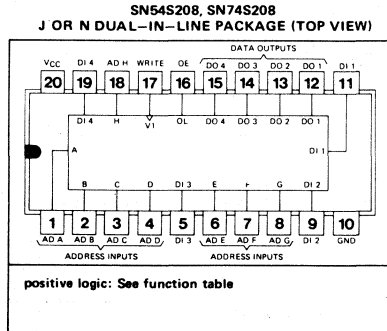 SN54S208, SN74S208
J OR N DUAL-IN-LINE PACKAGE (TOP VIEW)
DATA OUTPUTS
VCC DI 4 AD H WRITE OE DO 4 DO 3 DO 2 DO 1 DI 1
20 19 18 17 16 15 14 13 12 11
DI 4 H V1 OL DO 4 DO 3 DO 2 DO 1
A DI 1
B C D DI 3 E F G DI 2
1 2 3 4 5 6 7 8 9 10
AD A AD B AD C AD D DI 3 AD E AD F AD G DI 2 GND
ADDRESS INPUTS ADDRESS INPUTS
positive logic: See function table